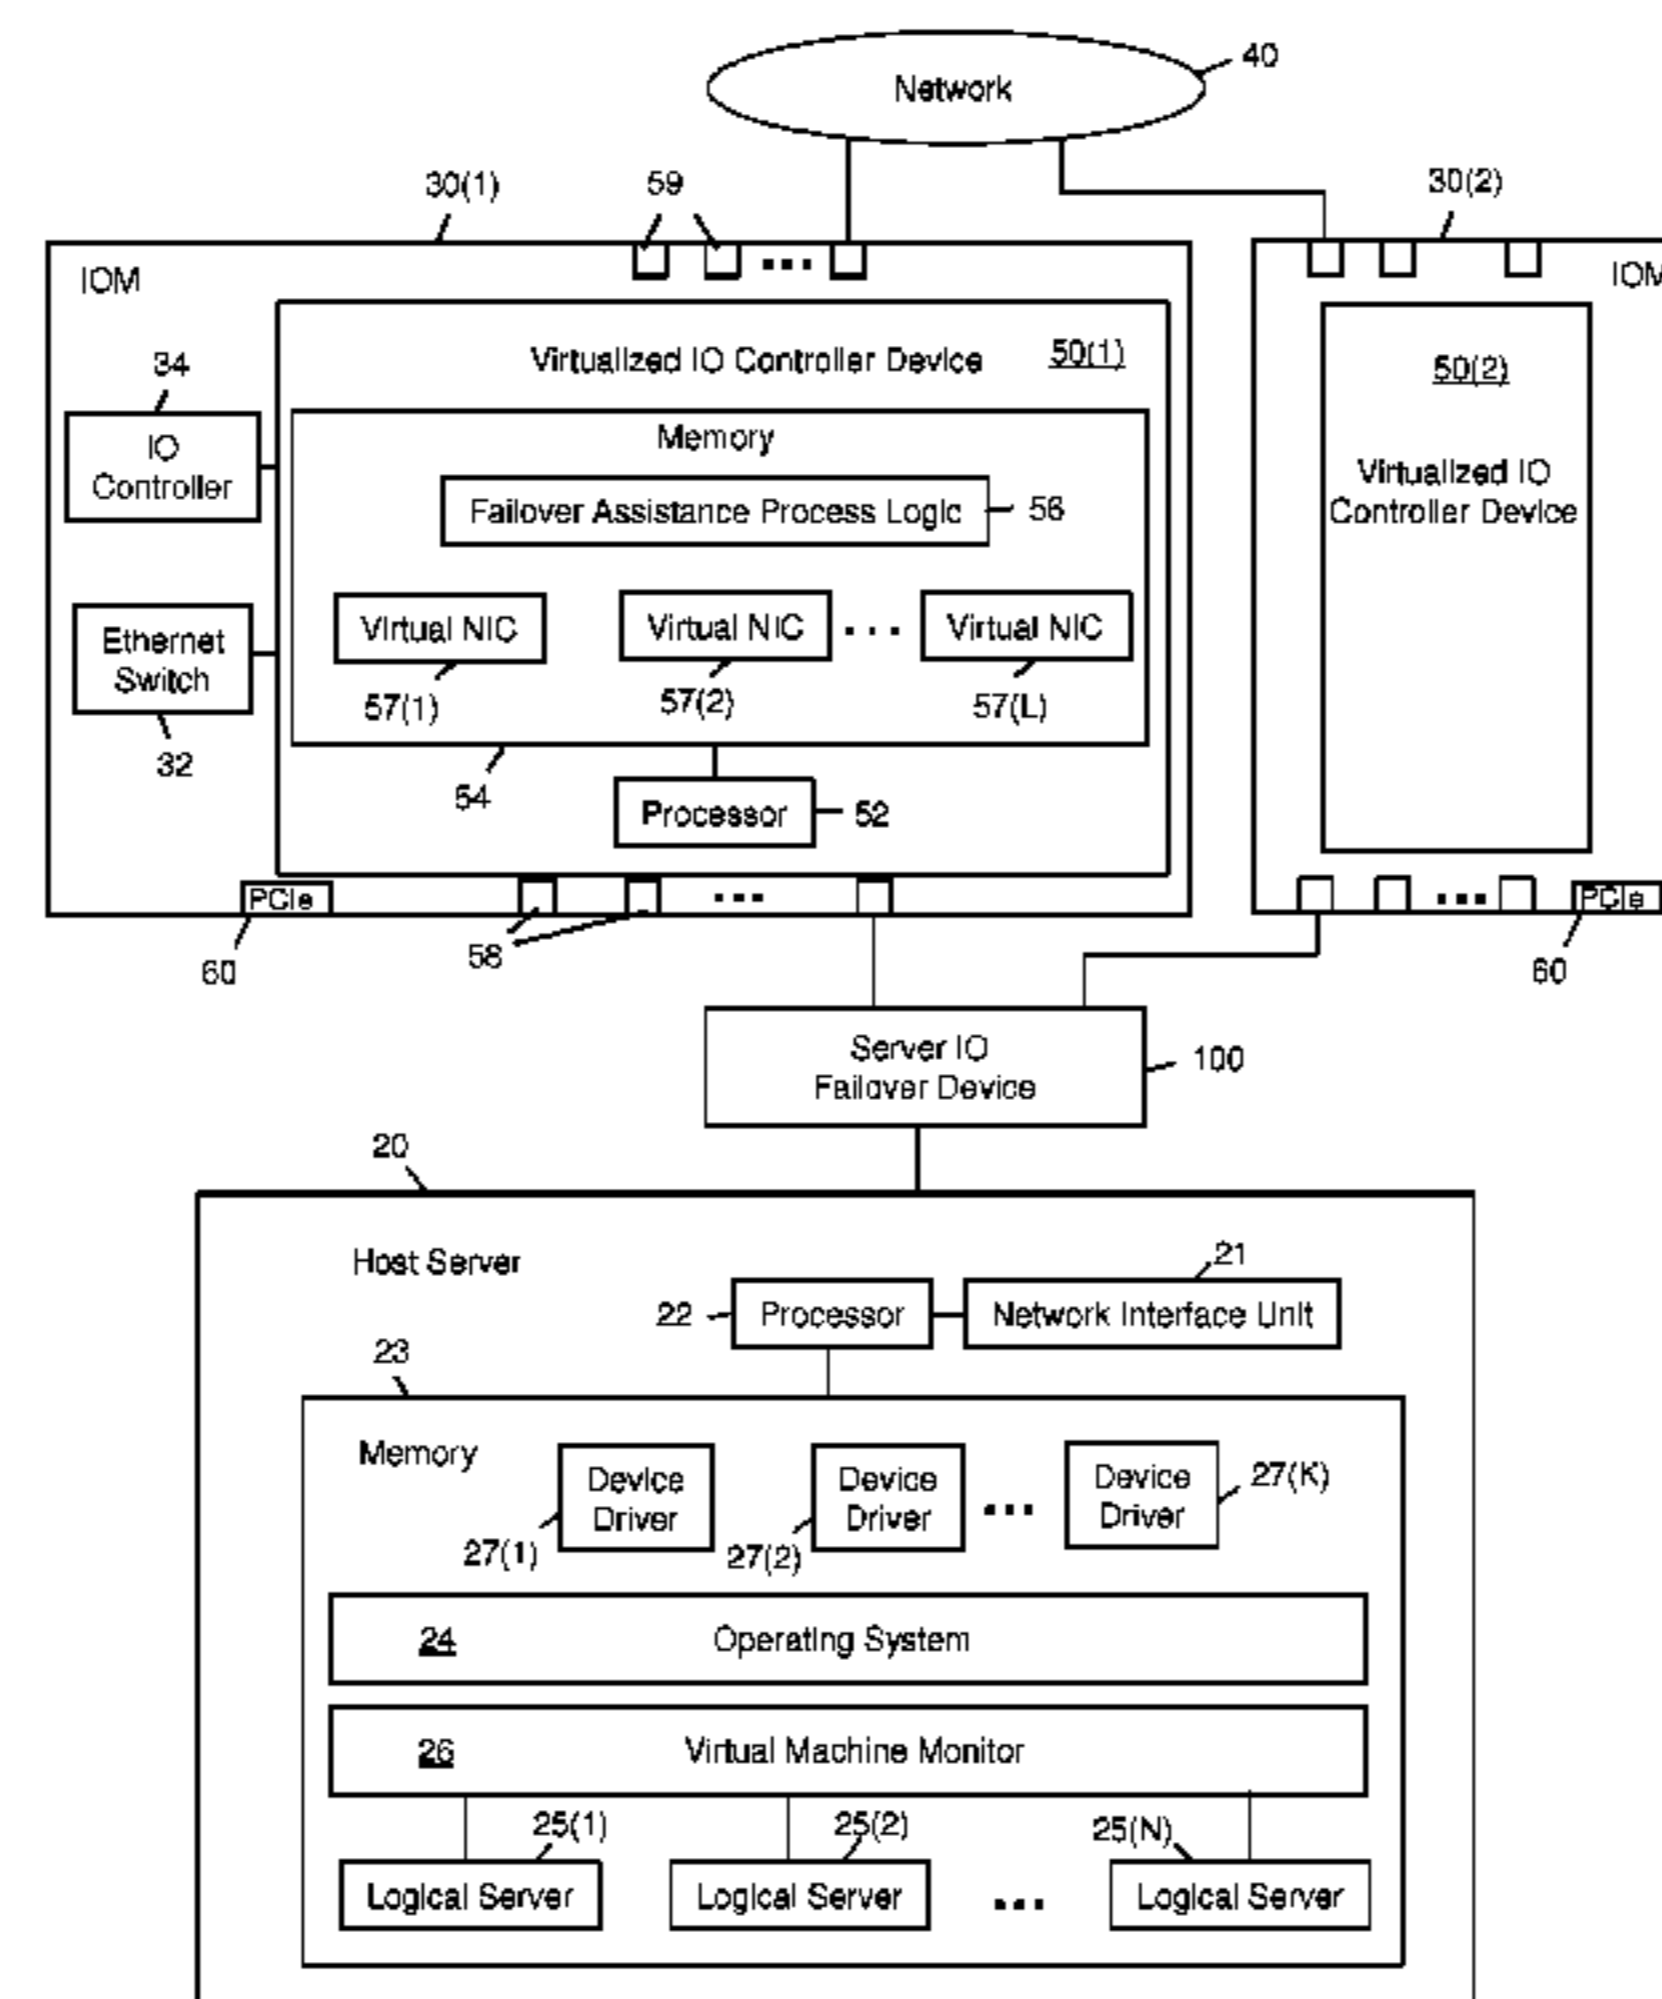 Network
40
30(1)
59
30(2)
IOM
IOM
Virtualized IO Controller Device
50(1)
50(2)
Virtualized IO
Controller Device
34
IO
Controller
Memory
Failover Assistance Process Logic
56
Ethernet
Switch
32
Virtual NIC
Virtual NIC
...
Virtual NIC
57(1)
57(2)
57(L)
54
Processor
52
PCIe
60
58
...
PCIe
60
Server IO
Failover Device
100
20
Host Server
21
22
Processor
Network Interface Unit
23
Memory
Device
Driver
Device
Driver
...
Device
Driver
27(1)
27(2)
27(K)
24
Operating System
26
Virtual Machine Monitor
25(1)
25(2)
25(N)
Logical Server
Logical Server
...
Logical Server